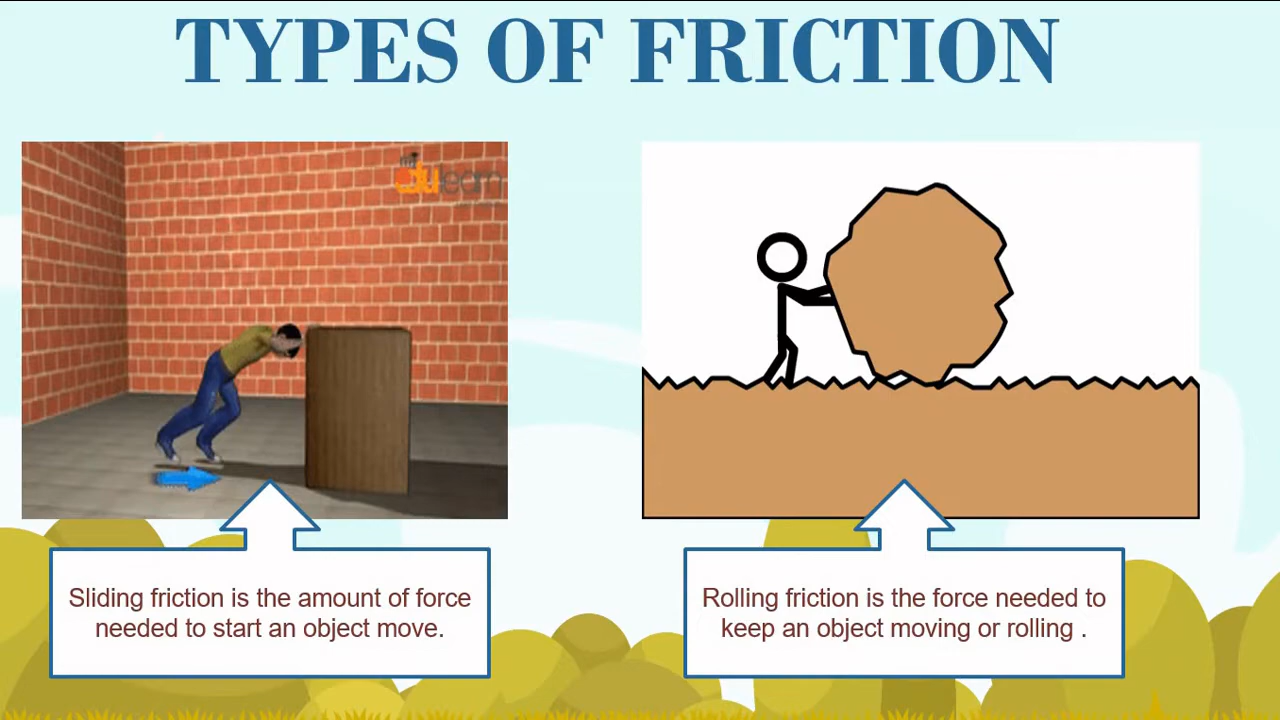 TYPES OF FRICTION
edulearn
Sliding friction is the amount of force
needed to start an object move.
Rolling friction is the force needed to
keep an object moving or rolling .